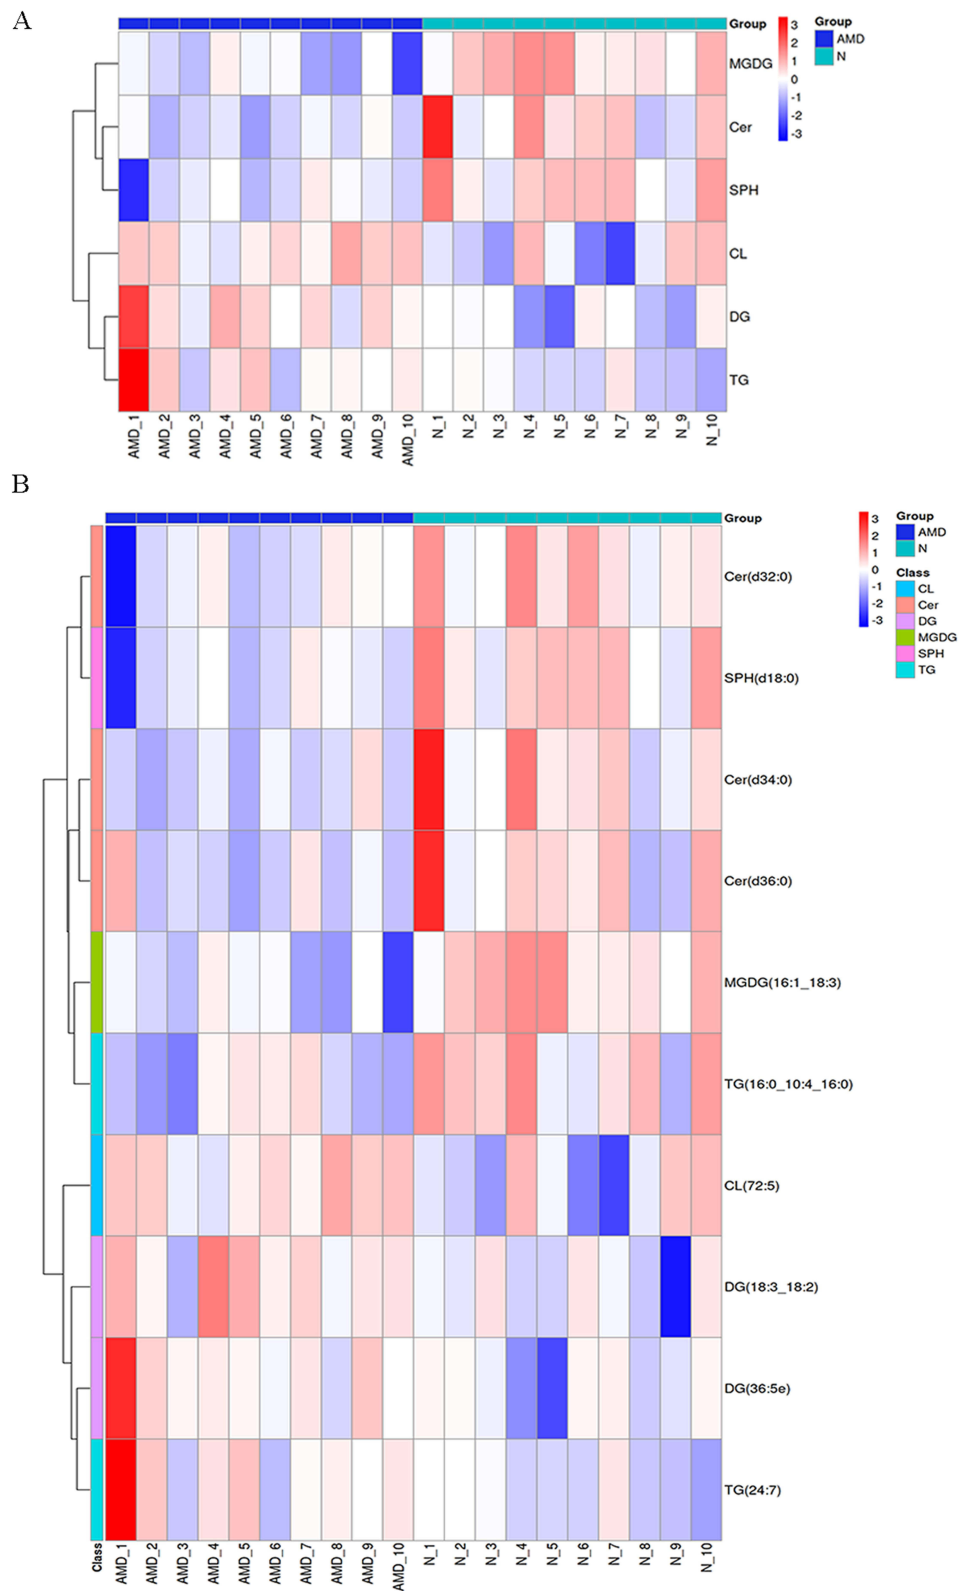 A
Group
3
2
1
0
-1
-2
-3
Group
AMD
N
MGDG
Cer
SPH
CL
DG
TG
AMD_1 AMD_2 AMD_3 AMD_4 AMD_5 AMD_6 AMD_7 AMD_8 AMD_9 AMD_10 N_1 N_2 N_3 N_4 N_5 N_6 N_7 N_8 N_9 N_10
B
Group
3
2
1
0
-1
-2
-3
Group
AMD
N
Class
CL
Cer
DG
MGDG
SPH
TG
Cer(d32:0)
SPH(d18:0)
Cer(d34:0)
Cer(d36:0)
MGDG(16:1_18:3)
TG(16:0_10:4_16:0)
CL(72:5)
DG(18:3_18:2)
DG(36:5e)
TG(24:7)
Class AMD_1 AMD_2 AMD_3 AMD_4 AMD_5 AMD_6 AMD_7 AMD_8 AMD_9 AMD_10 N_1 N_2 N_3 N_4 N_5 N_6 N_7 N_8 N_9 N_10